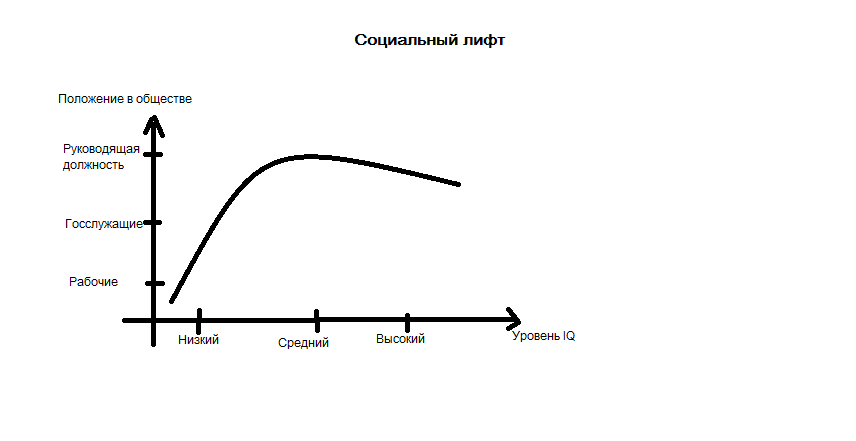 Социальный лифт
Положение в обществе
Руководящая
должность
Госслужащие
Рабочие
Низкий
Средний
Высокий
Уровень IQ